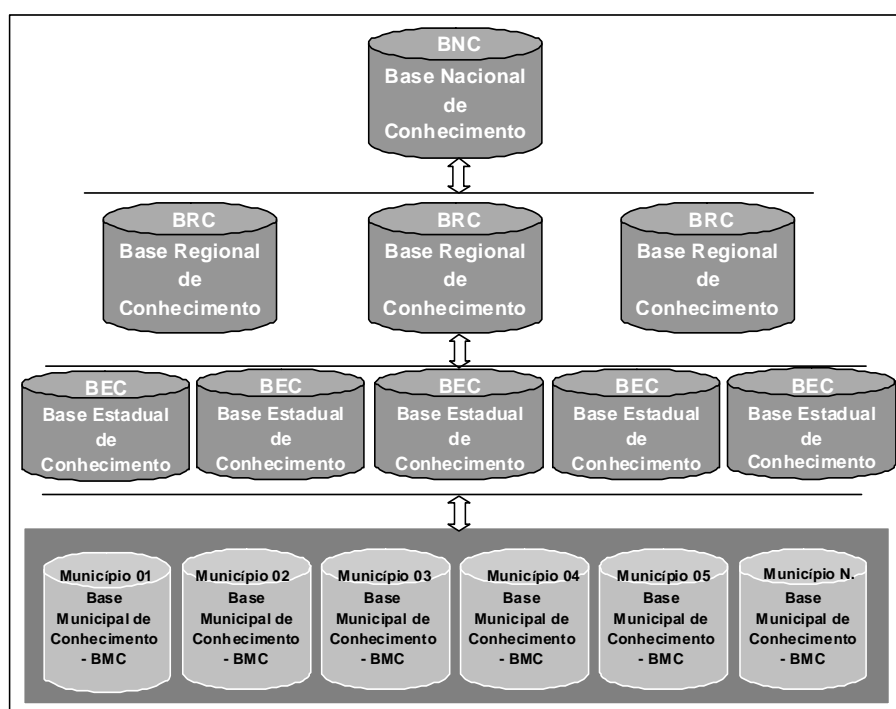 BNC
Base Nacional
de
Conhecimento
BRC
Base Regional
de
Conhecimento
BRC
Base Regional
de
Conhecimento
BRC
Base Regional
de
Conhecimento
BEC
Base Estadual
de
Conhecimento
BEC
Base Estadual
de
Conhecimento
BEC
Base Estadual
de
Conhecimento
BEC
Base Estadual
de
Conhecimento
BEC
Base Estadual
de
Conhecimento
Município 01
Base
Municipal de
Conhecimento
- BMC
Município 02
Base
Municipal de
Conhecimento
- BMC
Município 03
Base
Municipal de
Conhecimento
- BMC
Município 04
Base
Municipal de
Conhecimento
- BMC
Município 05
Base
Municipal de
Conhecimento
- BMC
Município N.
Base
Municipal de
Conhecimento
- BMC